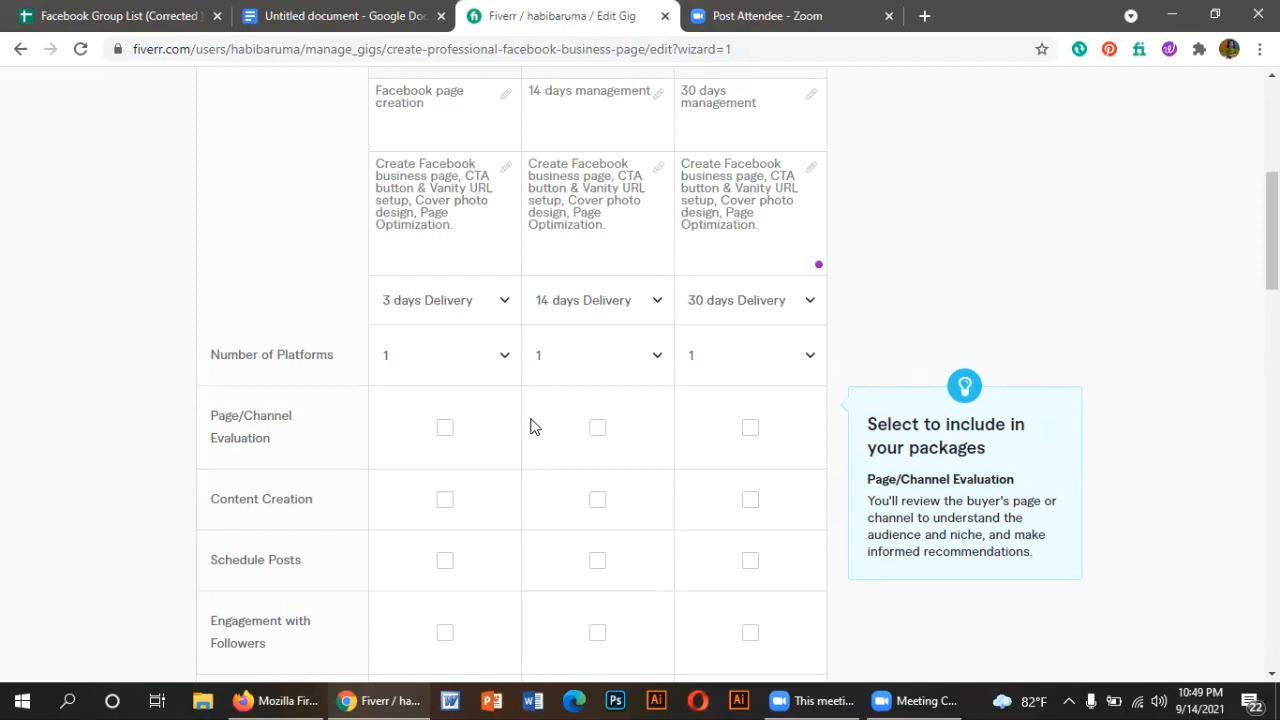 Facebook Group List (Corrected
Untitled document - Google Doc
Fiverr / habibaruma / Edit Gig
Post Attendee - Zoom
fiverr.com/users/habibaruma/manage_gigs/create-professional-facebook-business-page/edit?wizard=1
Facebook page
creation
14 days management
30 days
management
Create Facebook
business page, CTA
button & Vanity URL
setup, Cover photo
design, Page
Optimization.
Create Facebook
business page, CTA
button & Vanity URL
setup, Cover photo
design, Page
Optimization.
Create Facebook
business page, CTA
button & Vanity URL
setup, Cover photo
design, Page
Optimization.
3 days Delivery
14 days Delivery
30 days Delivery
Number of Platforms
1
1
1
Page/Channel
Evaluation
Content Creation
Schedule Posts
Engagement with
Followers
Select to include in
your packages
Page/Channel Evaluation
You'll review the buyer's page or
channel to understand the
audience and niche, and make
informed recommendations.
Mozilla Fir...
Fiverr / ha...
This meeti...
Meeting C...
82°F
10:49 PM
9/14/2021
22